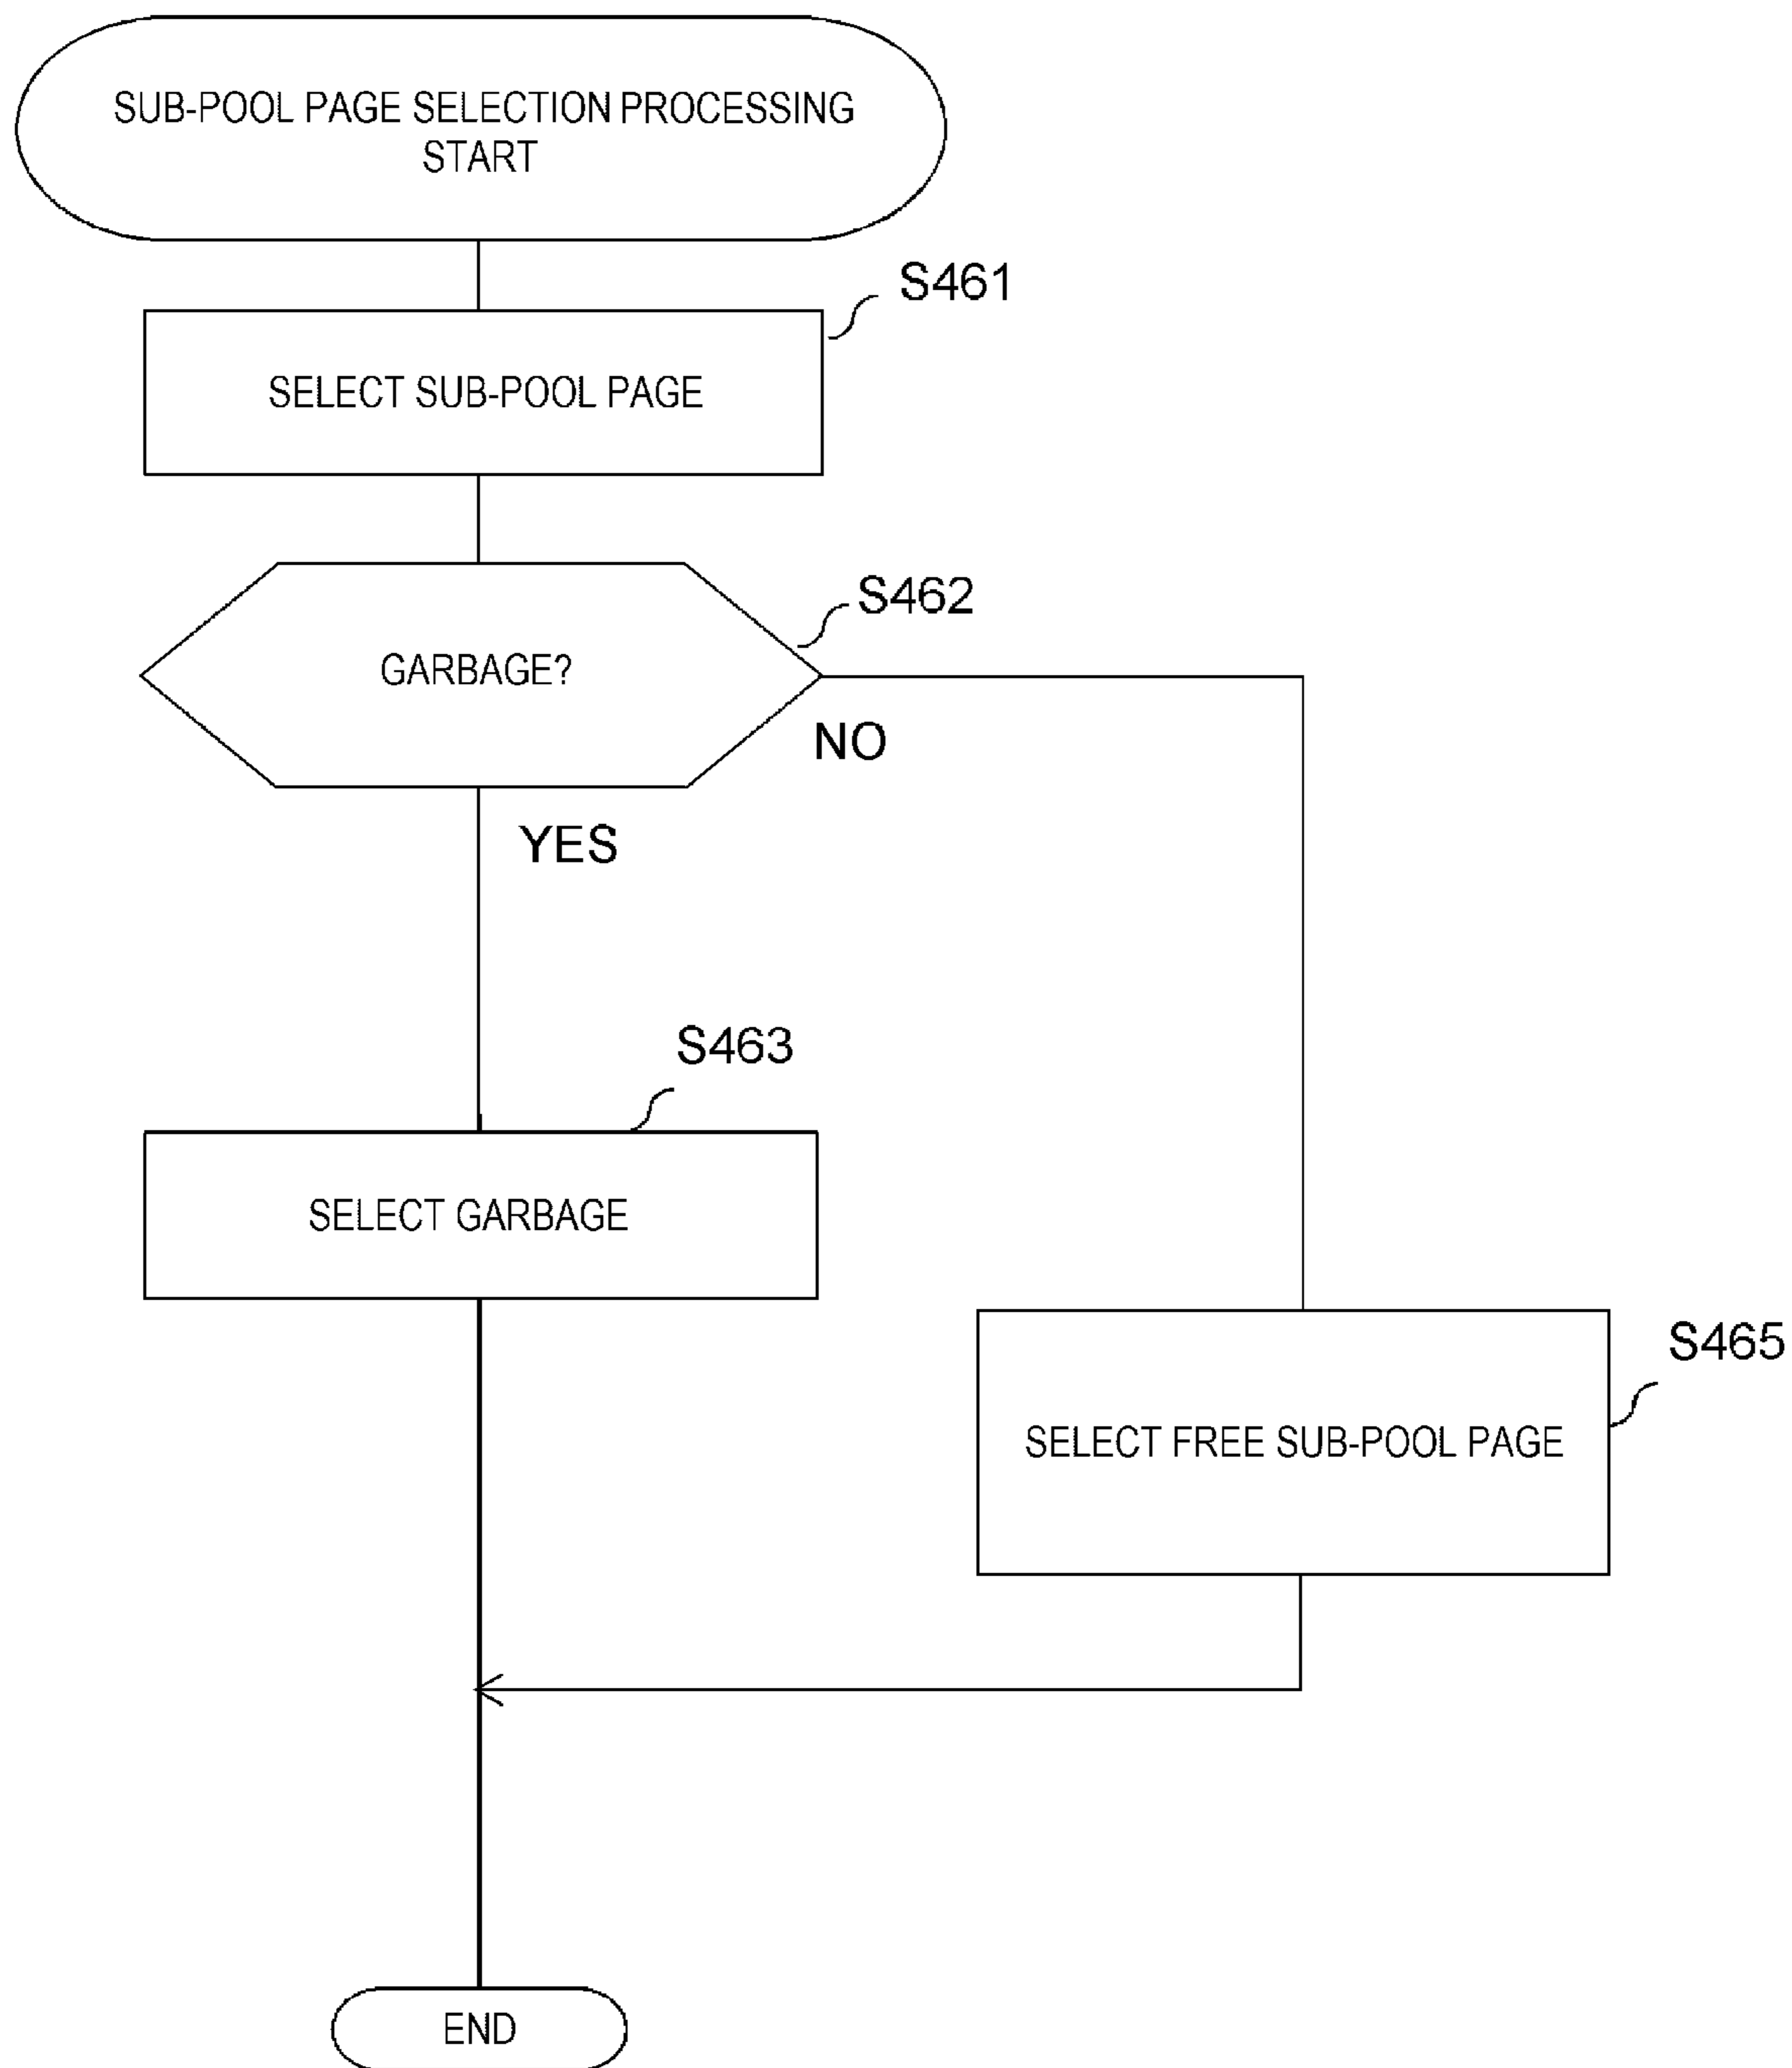 SUB-POOL PAGE SELECTION PROCESSING
START
S461
SELECT SUB-POOL PAGE
S462
GARBAGE?
NO
YES
S463
SELECT GARBAGE
S465
SELECT FREE SUB-POOL PAGE
END